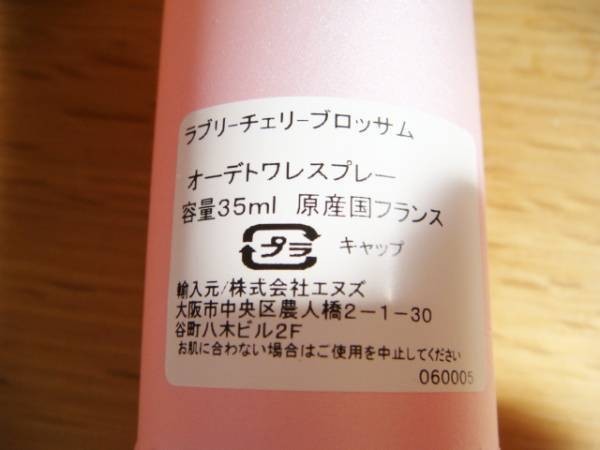 ラブリーチェリーブロッサム
オーデトワレスプレー
容量35ml 原産国フランス
プラ キャップ
輸入元/株式会社エヌズ
大阪市中央区農人橋2-1-30
谷町八木ビル2F
お肌に合わない場合はご使用を中止してください
060005